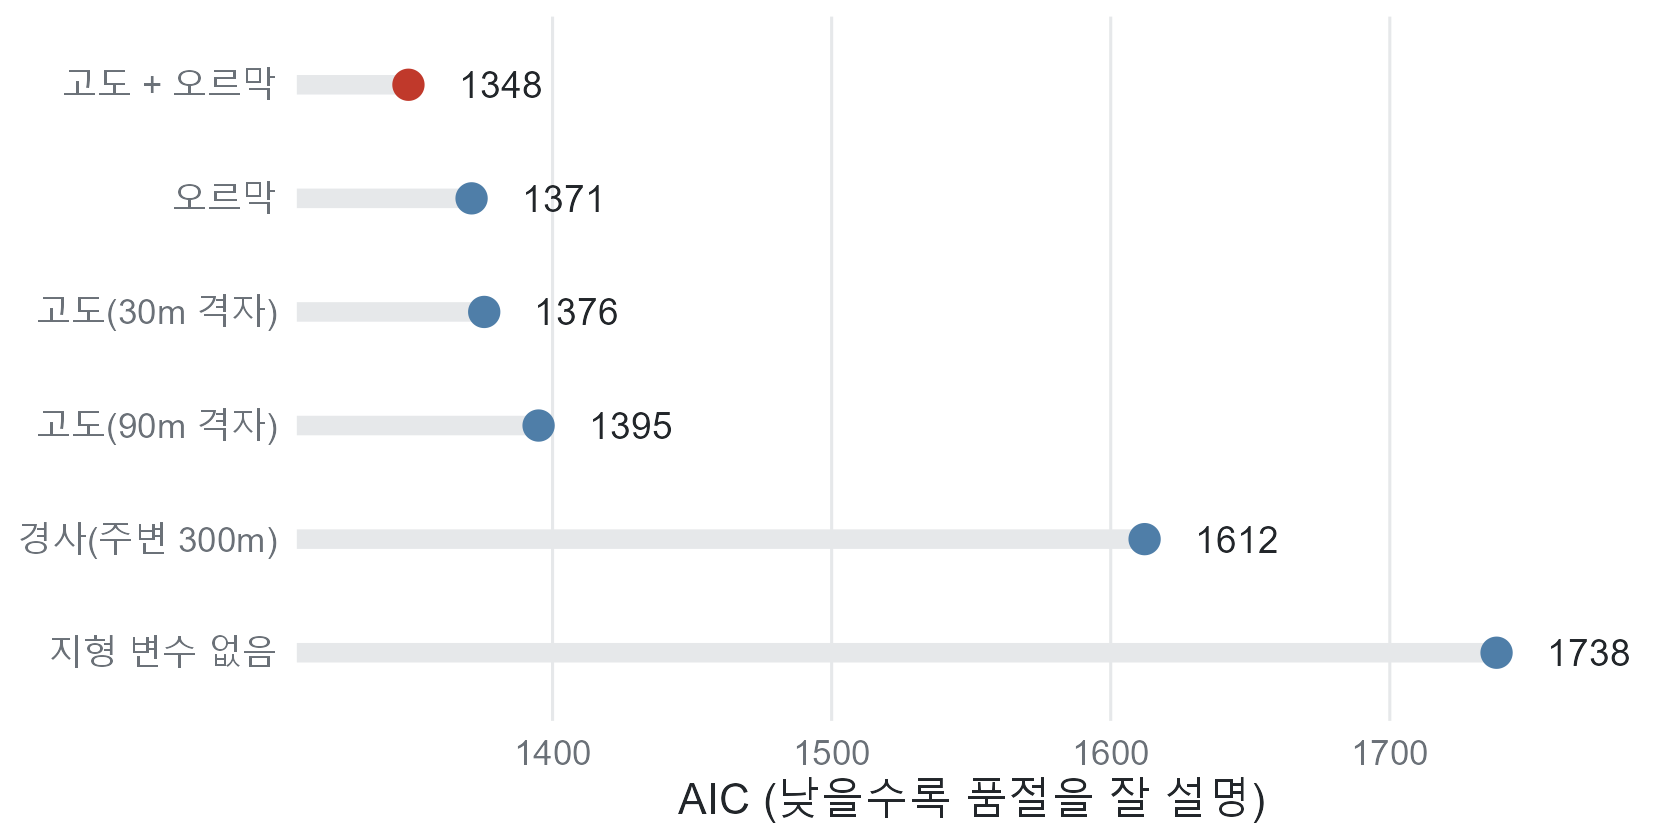 고도 + 오르막 1348
오르막 1371
고도(30m 격자) 1376
고도(90m 격자) 1395
경사(주변 300m) 1612
지형 변수 없음 1738
1400 1500 1600 1700
AIC (낮을수록 품절을 잘 설명)